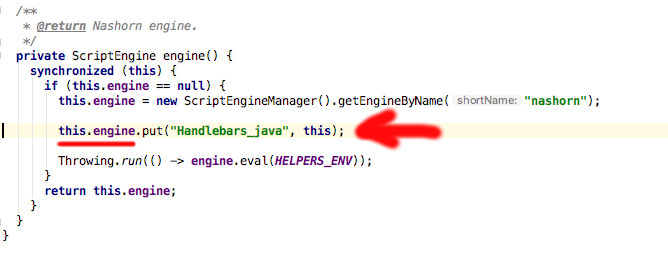 /**
 * @return Nashorn engine.
 */
private ScriptEngine engine() {
  synchronized (this) {
    if (this.engine == null) {
      this.engine = new ScriptEngineManager().getEngineByName( shortName: "nashorn");
      this.engine.put("Handlebars_java", this);
      Throwing.run(() -> engine.eval(HELPERS_ENV));
    }
    return this.engine;
  }
}
}